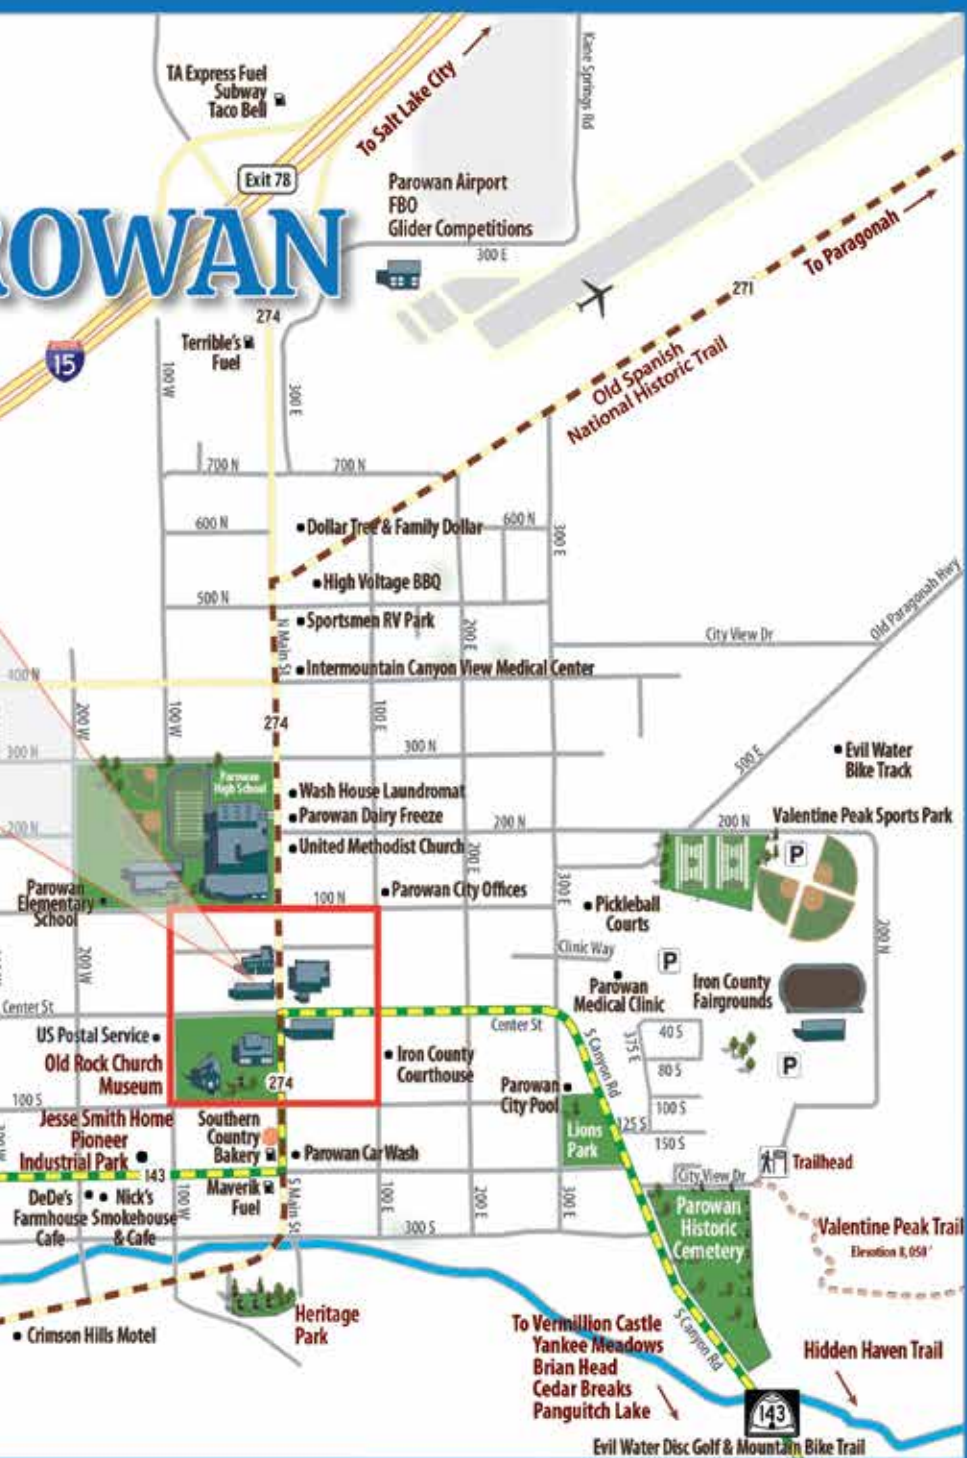 TA Express Fuel
Subway
Taco Bell
To Salt Lake City
Kane Springs Rd
Exit 78
Parowan Airport
FBO
Glider Competitions
300 E
To Paragonah
ROWAN
274
271
Terrible's
Fuel
15
100 W
300 E
Old Spanish
National Historic Trail
700 N
700 N
600 N
Dollar Tree & Family Dollar
600 N
300 E
High Voltage BBQ
500 N
Old Paragonah Hwy
N Main St
Sportsmen RV Park
200 E
City View Dr
400 N
Intermountain Canyon View Medical Center
200 W
100 W
274
100 E
300 N
300 N
500 E
Evil Water
Bike Track
Parowan
High School
Wash House Laundromat
Parowan Dairy Freeze
200 N
200 N
200 N
Valentine Peak Sports Park
United Methodist Church
200 E
P
Parowan
Elementary
School
100 N
Parowan City Offices
300 E
Pickleball
Courts
200 N
200 W
Clinic Way
P
Parowan
Medical Clinic
Iron County
Fairgrounds
Center St
Center St
US Postal Service
S Canyon Rd
375 E
40 S
Old Rock Church
Museum
Iron County
Courthouse
80 S
P
274
Parowan
City Pool
100 S
100 S
Jesse Smith Home
Pioneer
Industrial Park
Southern
Country
Bakery
Parowan Car Wash
Lions
Park
125 S
150 S
143
Trailhead
City View Dr
DeDe's
Farmhouse
Cafe
Nick's
Smokehouse
& Cafe
100 W
Maverik
Fuel
S Main St
100 E
200 E
300 E
300 S
Parowan
Historic
Cemetery
Valentine Peak Trail
Elevation 8,050'
Heritage
Park
Crimson Hills Motel
S Canyon Rd
To Vermillion Castle
Yankee Meadows
Brian Head
Cedar Breaks
Panguitch Lake
Hidden Haven Trail
143
Evil Water Disc Golf & Mountain Bike Trail